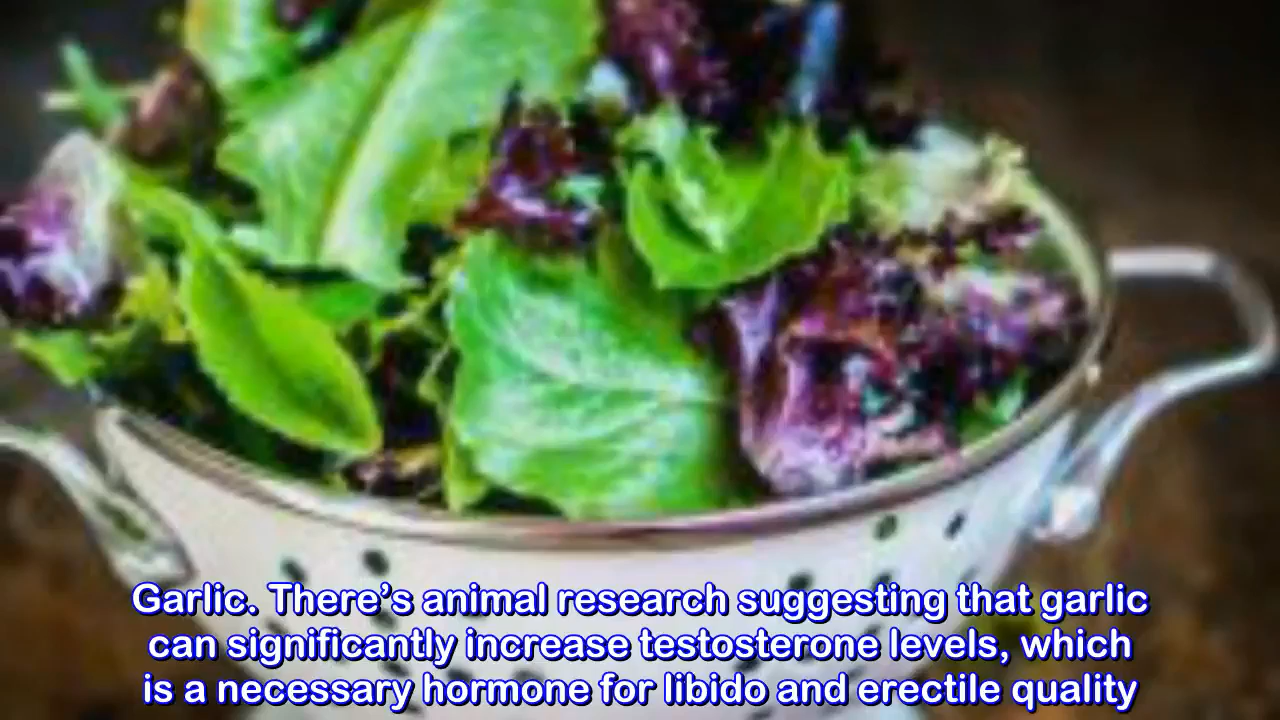 Garlic. There’s animal research suggesting that garlic
can significantly increase testosterone levels, which
is a necessary hormone for libido and erectile quality